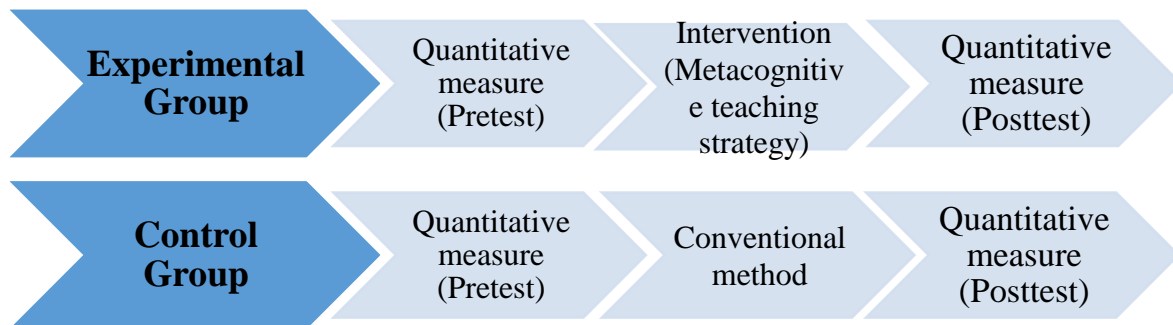 Experimental
Group
Quantitative
measure
(Pretest)
Intervention
(Metacognitiv
e teaching
strategy)
Quantitative
measure
(Posttest)
Control
Group
Quantitative
measure
(Pretest)
Conventional
method
Quantitative
measure
(Posttest)